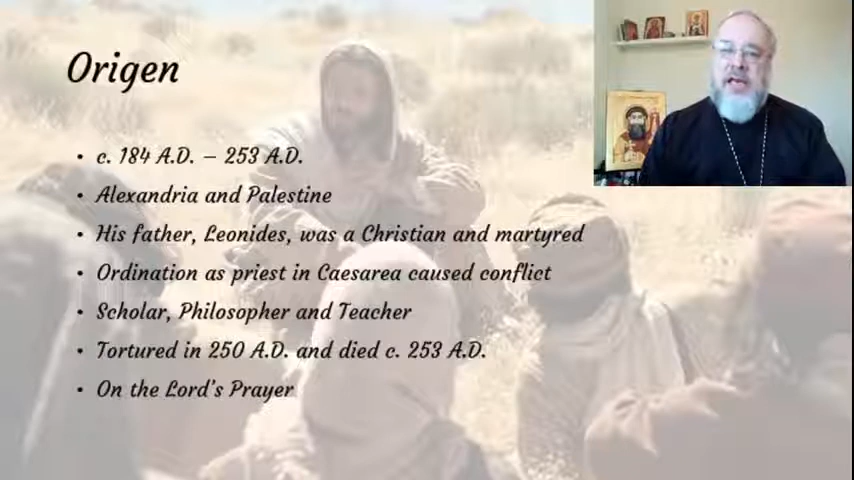 Origen
• c. 184 A.D. – 253 A.D.
• Alexandria and Palestine
• His father, Leonides, was a Christian and martyred
• Ordination as priest in Caesarea caused conflict
• Scholar, Philosopher and Teacher
• Tortured in 250 A.D. and died c. 253 A.D.
• On the Lord's Prayer